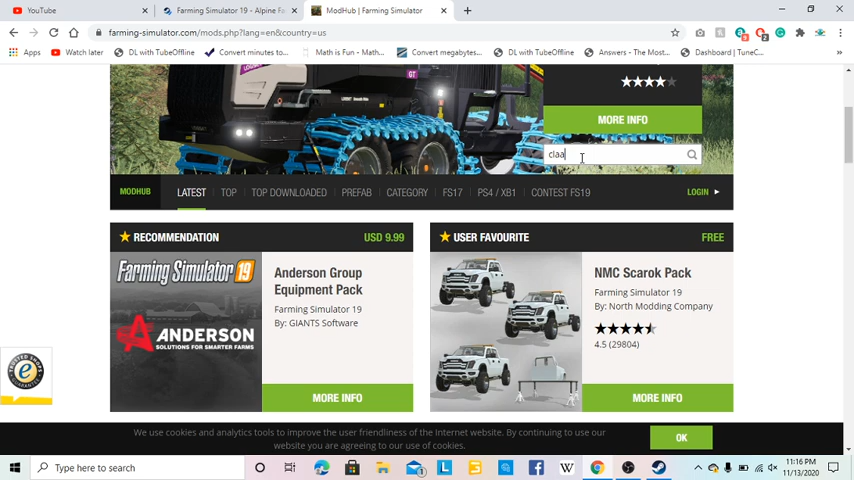 YouTube
Farming Simulator 19 - Alpine Fa
ModHub | Farming Simulator
farming-simulator.com/mods.php?lang=en&country=us
Apps
Watch later
DL with TubeOffline
Convert minutes to...
Math is Fun - Math...
Convert megabytes...
DL with TubeOffline
Answers - The Most...
Dashboard | TuneC...
GT
MORE INFO
claa
MODHUB
LATEST
TOP
TOP DOWNLOADED
PREFAB
CATEGORY
FS17
PS4 / XB1
CONTEST FS19
LOGIN
RECOMMENDATION
USD 9.99
USER FAVOURITE
FREE
Farming Simulator 19
ANDERSON
SOLUTIONS FOR SMARTER FARMS
Anderson Group
Equipment Pack
Farming Simulator 19
By: GIANTS Software
MORE INFO
NMC Scarok Pack
Farming Simulator 19
By: North Modding Company
4.5 (29804)
MORE INFO
TRUSTED SHOPS
e
We use cookies and analytics tools to improve the user friendliness of the Internet website. By continuing to use our
website you are agreeing to our use of cookies.
OK
Type here to search
11:16 PM
11/13/2020